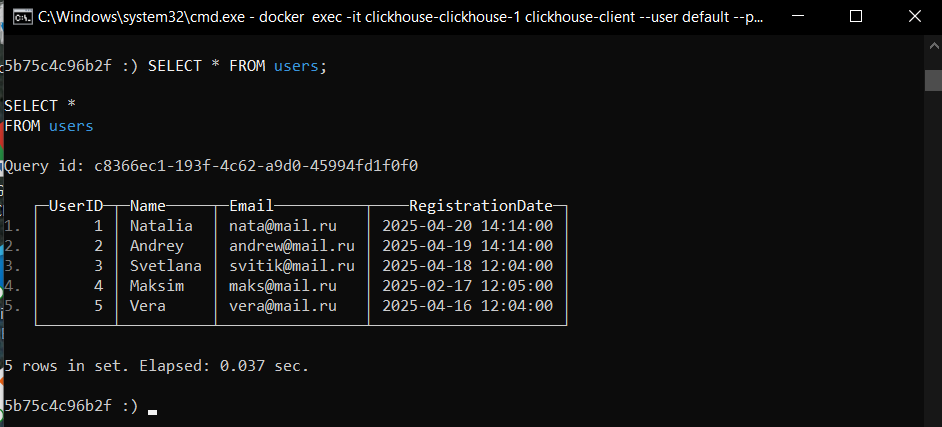 C:\Windows\system32\cmd.exe - docker  exec -it clickhouse-clickhouse-1 clickhouse-client --user default --p...
5b75c4c96b2f :) SELECT * FROM users;
SELECT *
FROM users
Query id: c8366ec1-193f-4c62-a9d0-45994fd1f0f0
UserID Name Email RegistrationDate
1. 1 Natalia nata@mail.ru 2025-04-20 14:14:00
2. 2 Andrey andrew@mail.ru 2025-04-19 14:14:00
3. 3 Svetlana svitik@mail.ru 2025-04-18 12:04:00
4. 4 Maksim maks@mail.ru 2025-02-17 12:05:00
5. 5 Vera vera@mail.ru 2025-04-16 12:04:00
5 rows in set. Elapsed: 0.037 sec.
5b75c4c96b2f :)